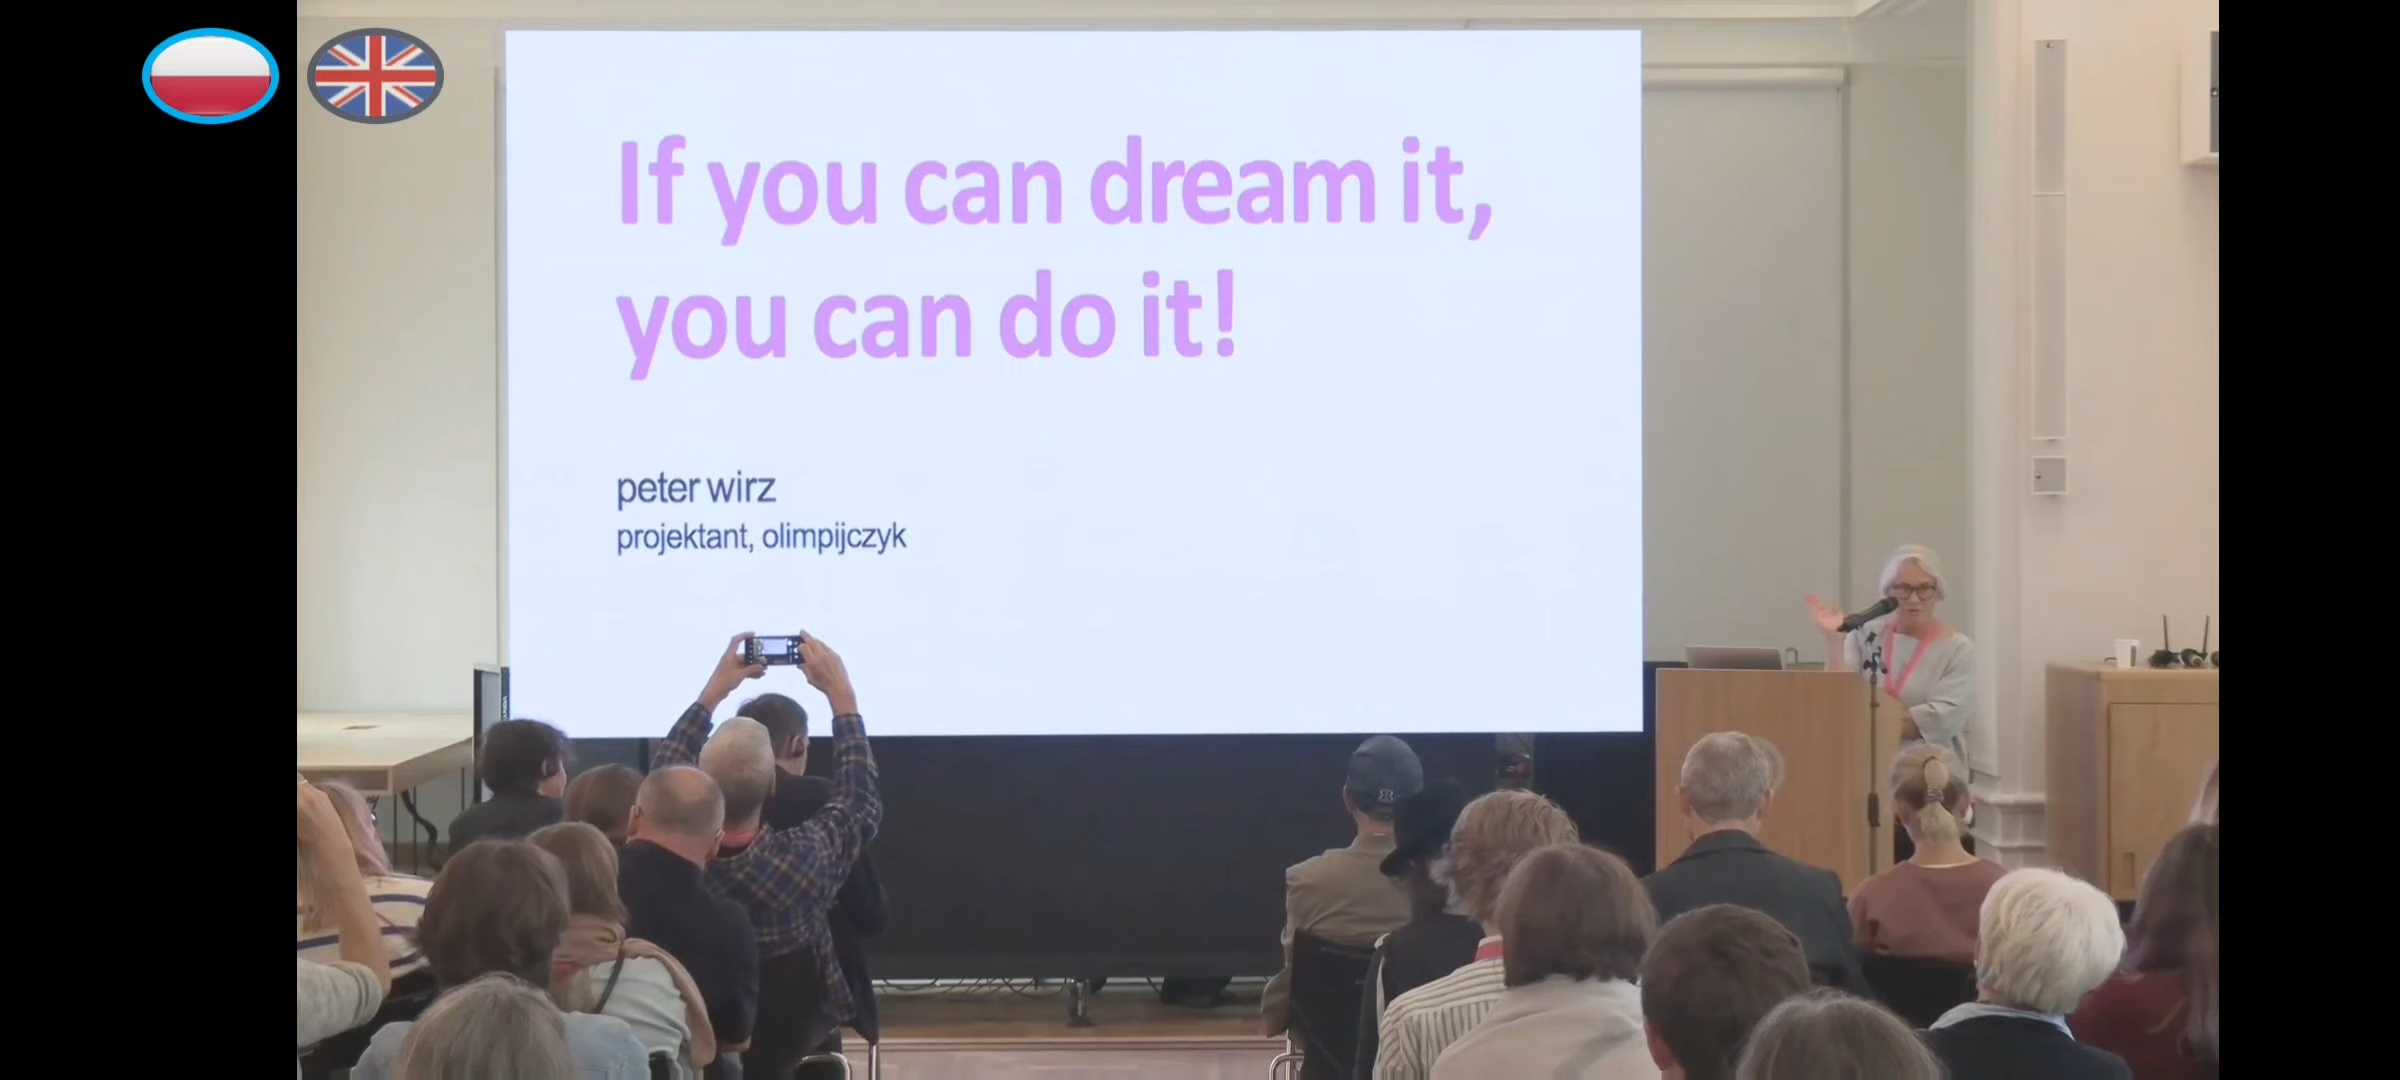 If you can dream it,
you can do it!
peter wirz
projektant, olimpijczyk